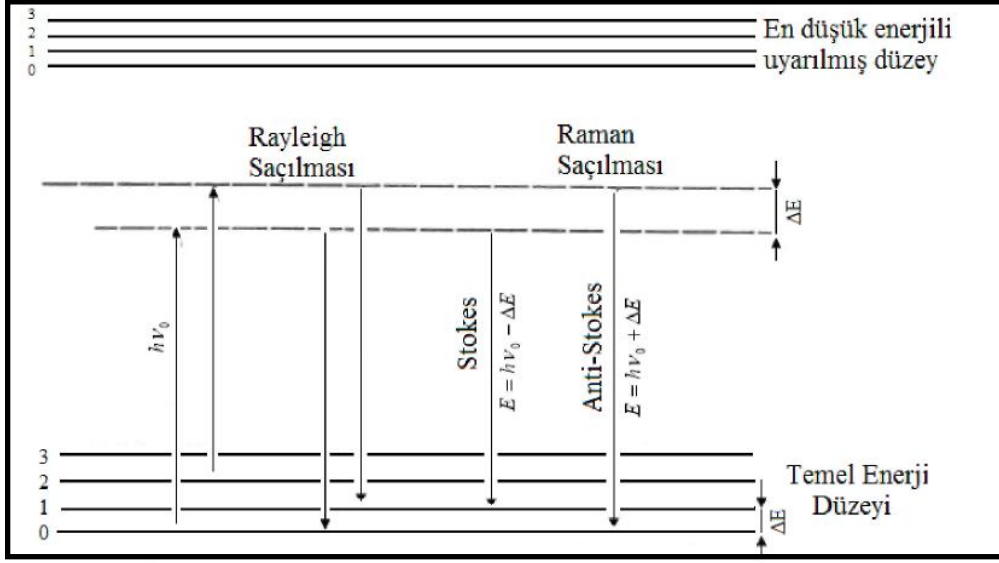 3
2
1
0
En düşük enerjili
uyarılmış düzey
Rayleigh
Saçılması
Raman
Saçılması
ΔE
hν₀
Stokes
E = hν₀ − ΔE
Anti-Stokes
E = hν₀ + ΔE
3
2
1
0
Temel Enerji
Düzeyi
ΔE